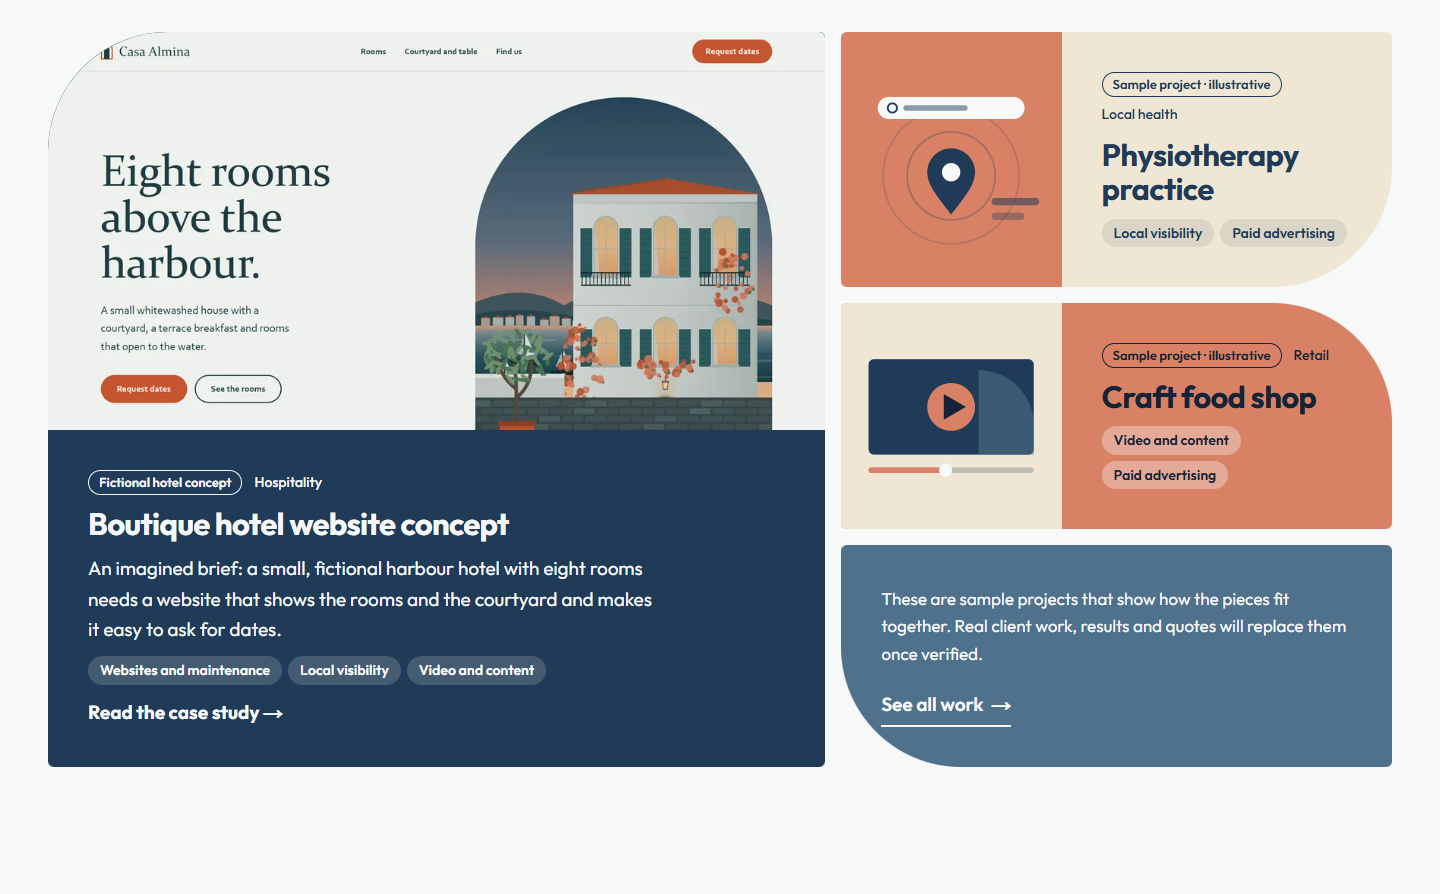 Casa Almina
Rooms
Courtyard and table
Find us
Request dates
Eight rooms
above the
harbour.
A small whitewashed house with a
courtyard, a terrace breakfast and rooms
that open to the water.
Request dates
See the rooms
Fictional hotel concept
Hospitality
Boutique hotel website concept
An imagined brief: a small, fictional harbour hotel with eight rooms
needs a website that shows the rooms and the courtyard and makes
it easy to ask for dates.
Websites and maintenance
Local visibility
Video and content
Read the case study →
Sample project · illustrative
Local health
Physiotherapy
practice
Local visibility
Paid advertising
Sample project · illustrative
Retail
Craft food shop
Video and content
Paid advertising
These are sample projects that show how the pieces fit
together. Real client work, results and quotes will replace them
once verified.
See all work →